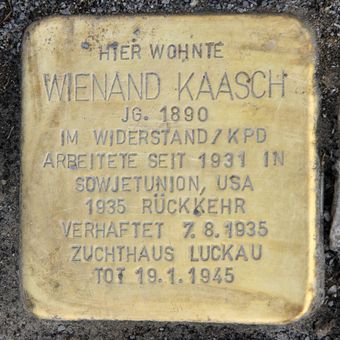 HIER WOHNTE
WIENAND KAASCH
JG. 1890
IM WIDERSTAND/KPD
ARBEITETE SEIT 1931 IN
SOWJETUNION, USA
1935 RÜCKKEHR
VERHAFTET 7.8.1935
ZUCHTHAUS LUCKAU
TOT 19.1.1945